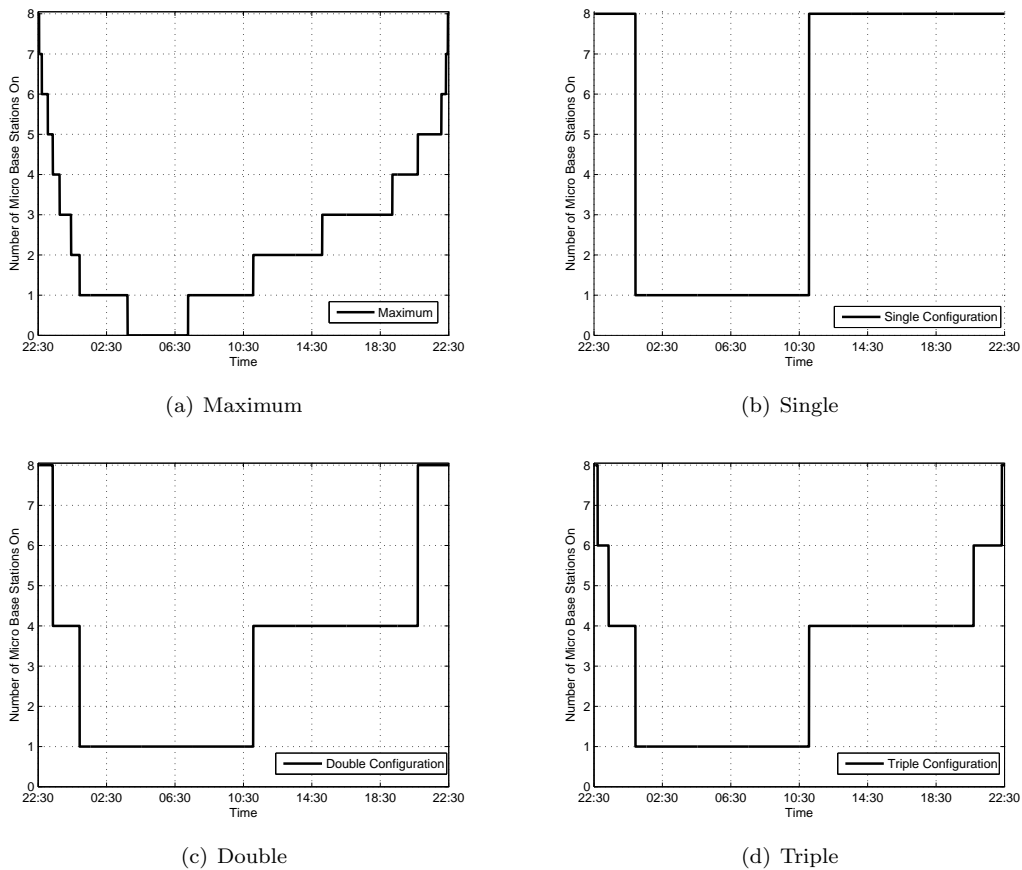 8
7
6
5
4
3
2
1
0
Number of Micro Base Stations On
22:30 02:30 06:30 10:30 14:30 18:30 22:30
Time
Maximum
(a) Maximum
8
7
6
5
4
3
2
1
0
Number of Micro Base Stations On
22:30 02:30 06:30 10:30 14:30 18:30 22:30
Time
Single Configuration
(b) Single
8
7
6
5
4
3
2
1
0
Number of Micro Base Stations On
22:30 02:30 06:30 10:30 14:30 18:30 22:30
Time
Double Configuration
(c) Double
8
7
6
5
4
3
2
1
0
Number of Micro Base Stations On
22:30 02:30 06:30 10:30 14:30 18:30 22:30
Time
Triple Configuration
(d) Triple